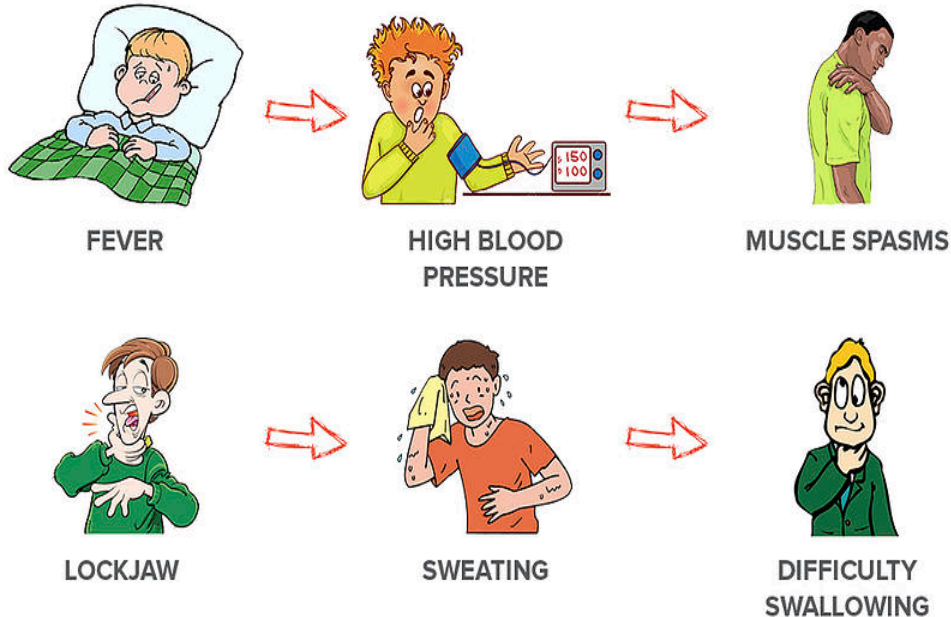 S 150
D 100
FEVER
HIGH BLOOD
PRESSURE
MUSCLE SPASMS
LOCKJAW
SWEATING
DIFFICULTY
SWALLOWING